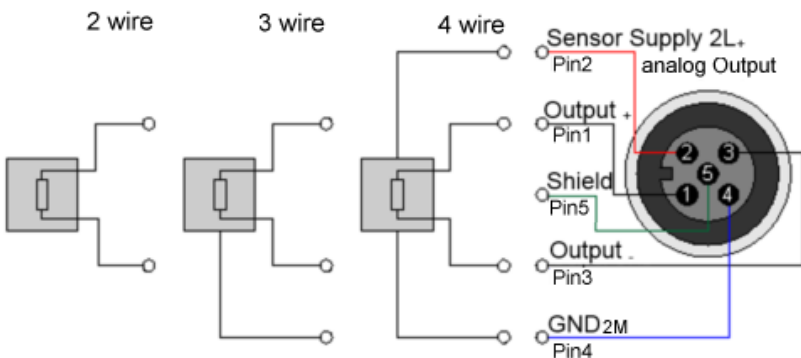 2 wire
3 wire
4 wire
Sensor Supply 2L+
Pin2
analog Output
Output +
Pin1
Shield
Pin5
Output -
Pin3
GND 2M
Pin4
2
3
5
1
4